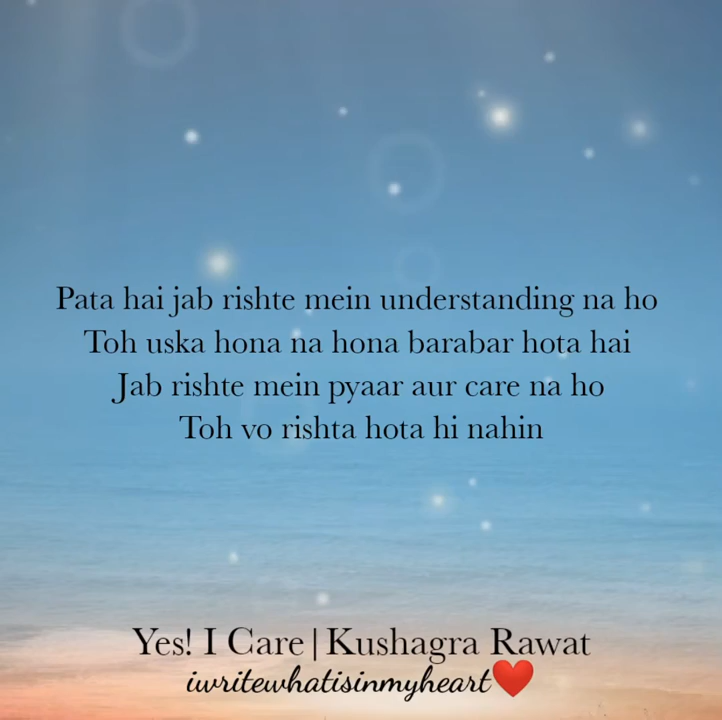 Pata hai jab rishte mein understanding na ho
Toh uska hona na hona barabar hota hai
Jab rishte mein pyaar aur care na ho
Toh vo rishta hota hi nahin
Yes! I Care|Kushagra Rawat
iwritewhatisinmyheart❤️